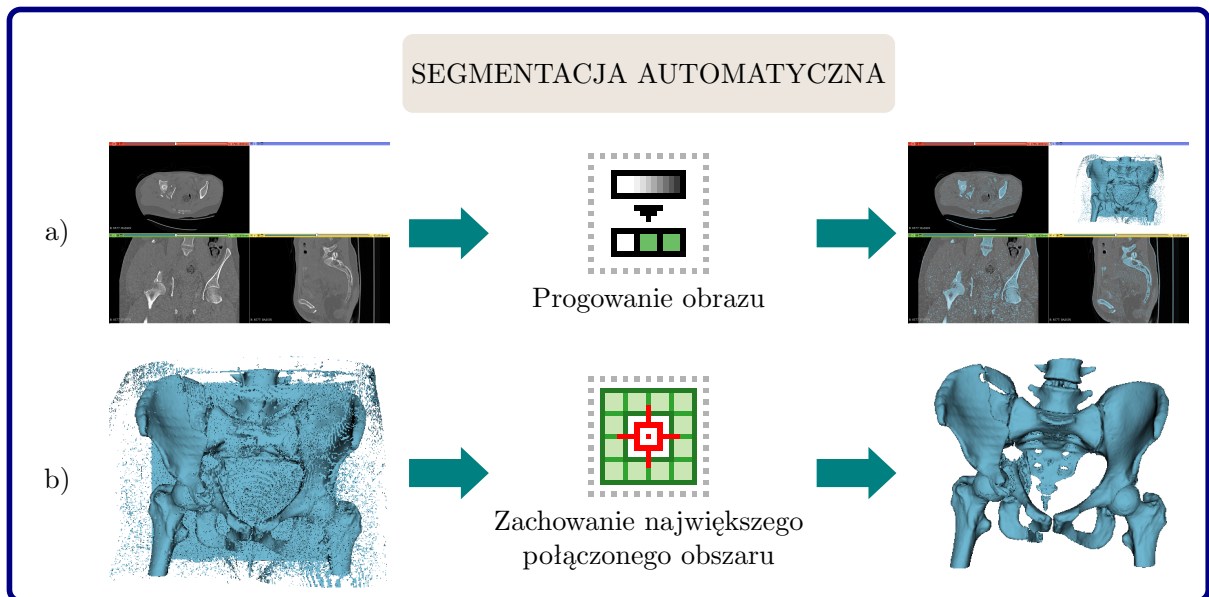 SEGMENTACJA AUTOMATYCZNA
a)
Progowanie obrazu
b)
Zachowanie największego
połączonego obszaru